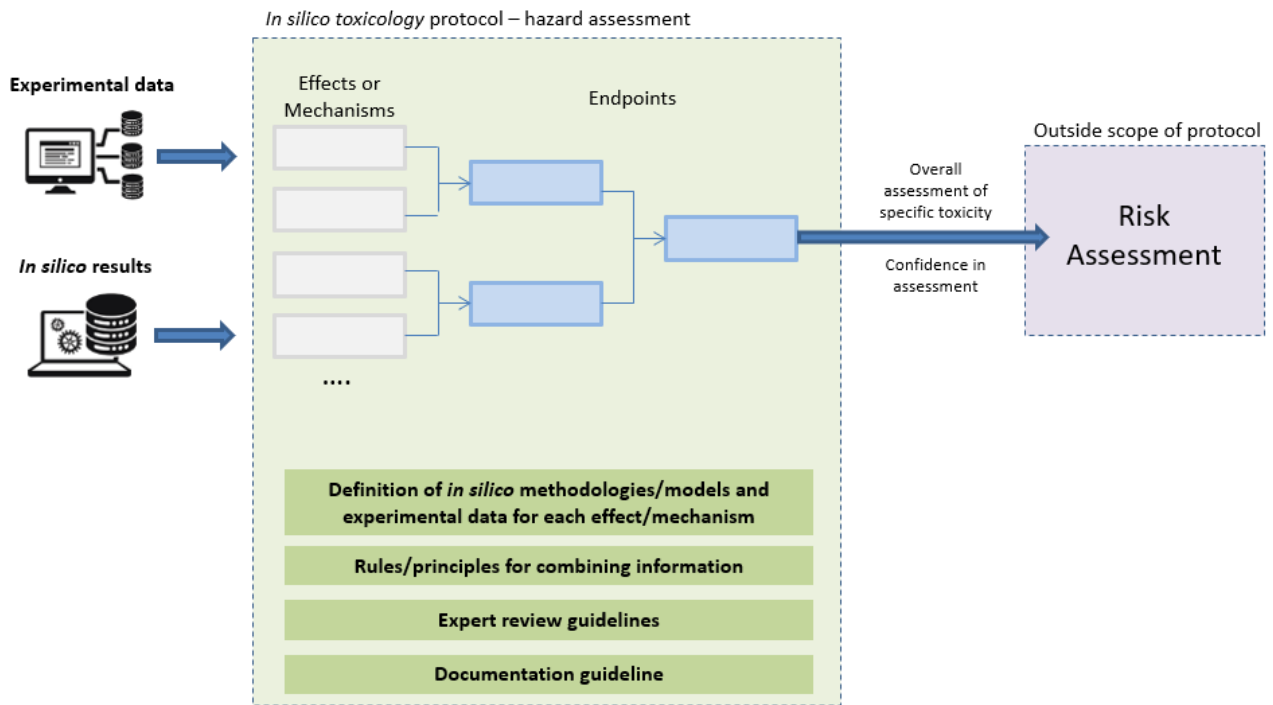 In silico toxicology protocol – hazard assessment
Experimental data
In silico results
Effects or
Mechanisms
Endpoints
....
Definition of in silico methodologies/models and
experimental data for each effect/mechanism
Rules/principles for combining information
Expert review guidelines
Documentation guideline
Overall
assessment of
specific toxicity
Confidence in
assessment
Outside scope of protocol
Risk
Assessment